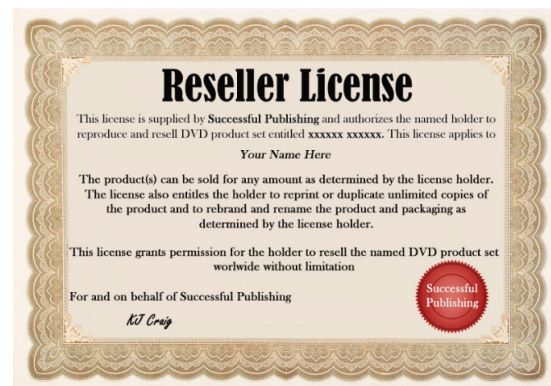 Reseller License
This license is supplied by Successful Publishing and authorizes the named holder to
reproduce and resell DVD product set entitled xxxxxx xxxxxx. This license applies to
Your Name Here
The product(s) can be sold for any amount as determined by the license holder.
The license also entitles the holder to reprint or duplicate unlimited copies of
the product and to rebrand and rename the product and packaging as
determined by the license holder.
This license grants permission for the holder to resell the named DVD product set
worlwide without limitation
For and on behalf of Successful Publishing
KJ Craig
Successful
Publishing